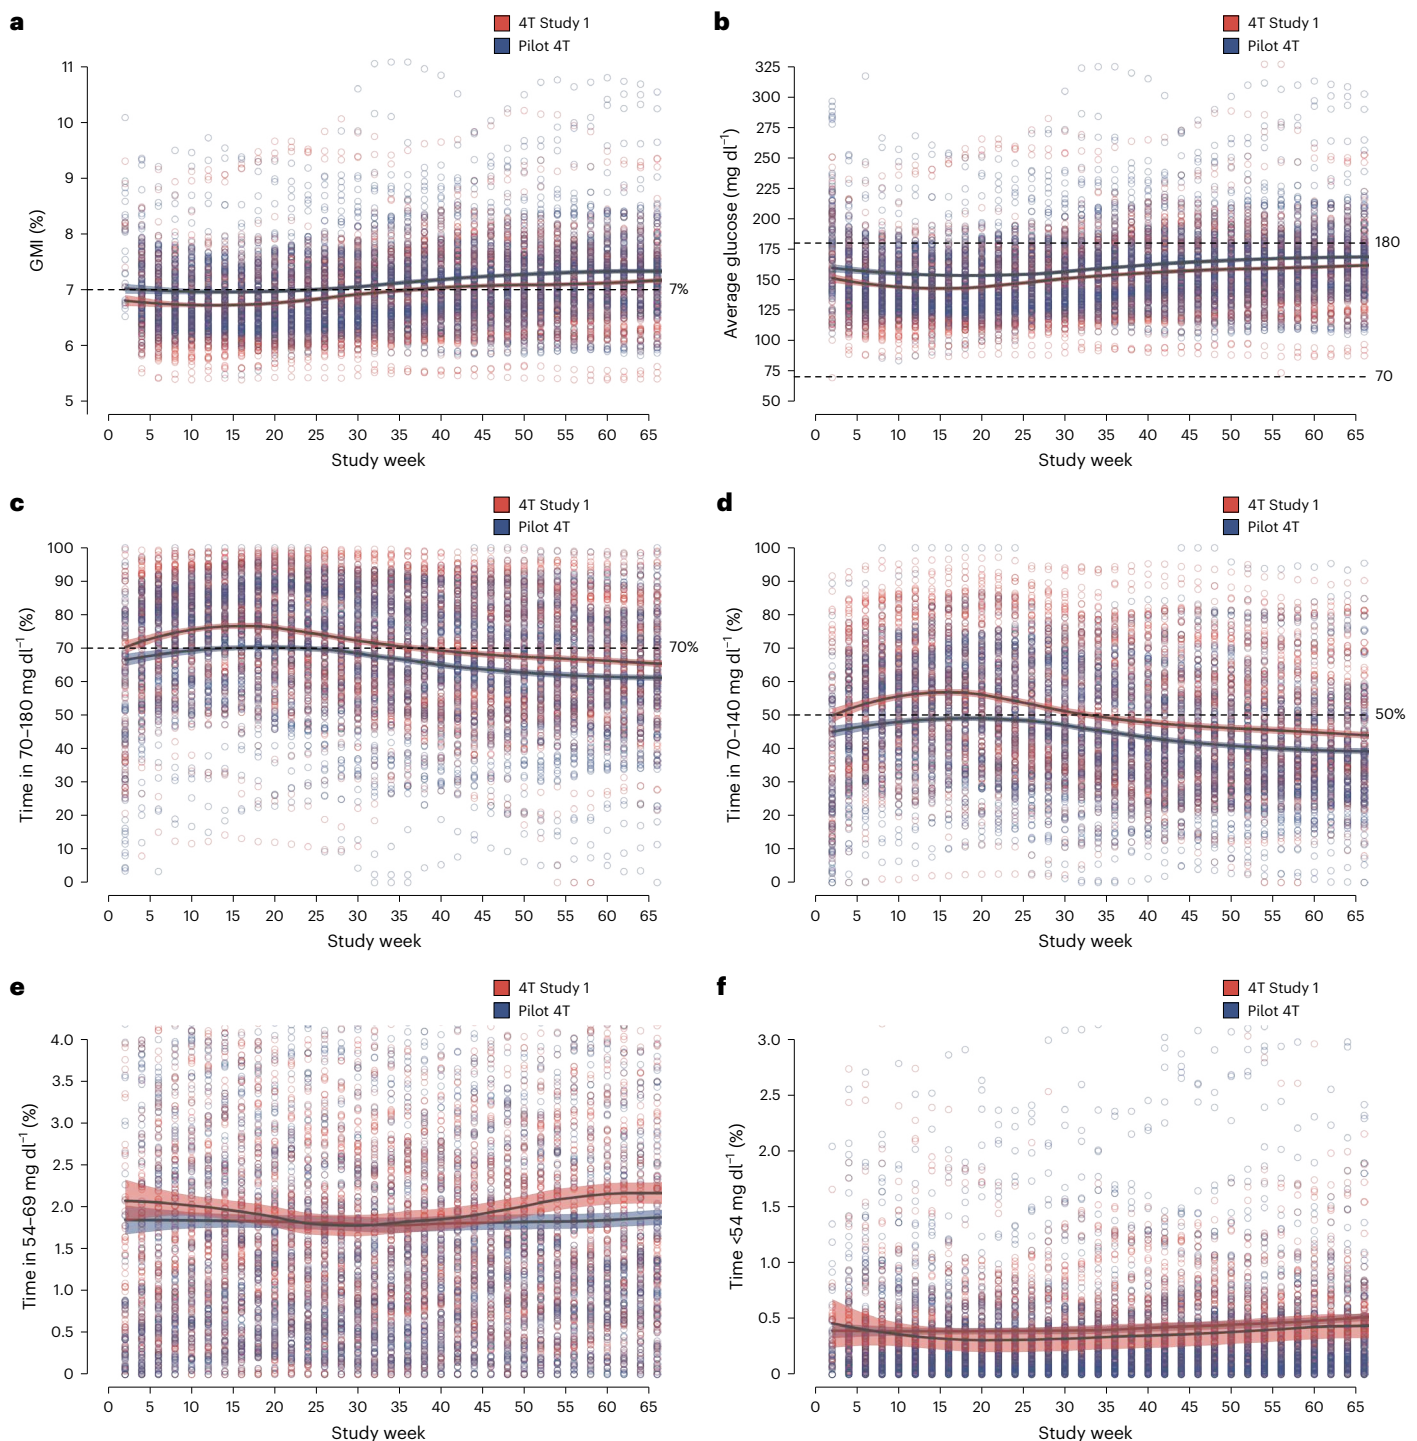 a
4T Study 1
Pilot 4T
GMI (%)
11
10
9
8
7
6
5
7%
0 5 10 15 20 25 30 35 40 45 50 55 60 65
Study week
b
4T Study 1
Pilot 4T
Average glucose (mg dl⁻¹)
325
300
275
250
225
200
175
150
125
100
75
50
180
70
0 5 10 15 20 25 30 35 40 45 50 55 60 65
Study week
c
4T Study 1
Pilot 4T
Time in 70–180 mg dl⁻¹ (%)
100
90
80
70
60
50
40
30
20
10
0
70%
0 5 10 15 20 25 30 35 40 45 50 55 60 65
Study week
d
4T Study 1
Pilot 4T
Time in 70–140 mg dl⁻¹ (%)
100
90
80
70
60
50
40
30
20
10
0
50%
0 5 10 15 20 25 30 35 40 45 50 55 60 65
Study week
e
4T Study 1
Pilot 4T
Time in 54–69 mg dl⁻¹ (%)
4.0
3.5
3.0
2.5
2.0
1.5
1.0
0.5
0
0 5 10 15 20 25 30 35 40 45 50 55 60 65
Study week
f
4T Study 1
Pilot 4T
Time <54 mg dl⁻¹ (%)
3.0
2.5
2.0
1.5
1.0
0.5
0
0 5 10 15 20 25 30 35 40 45 50 55 60 65
Study week